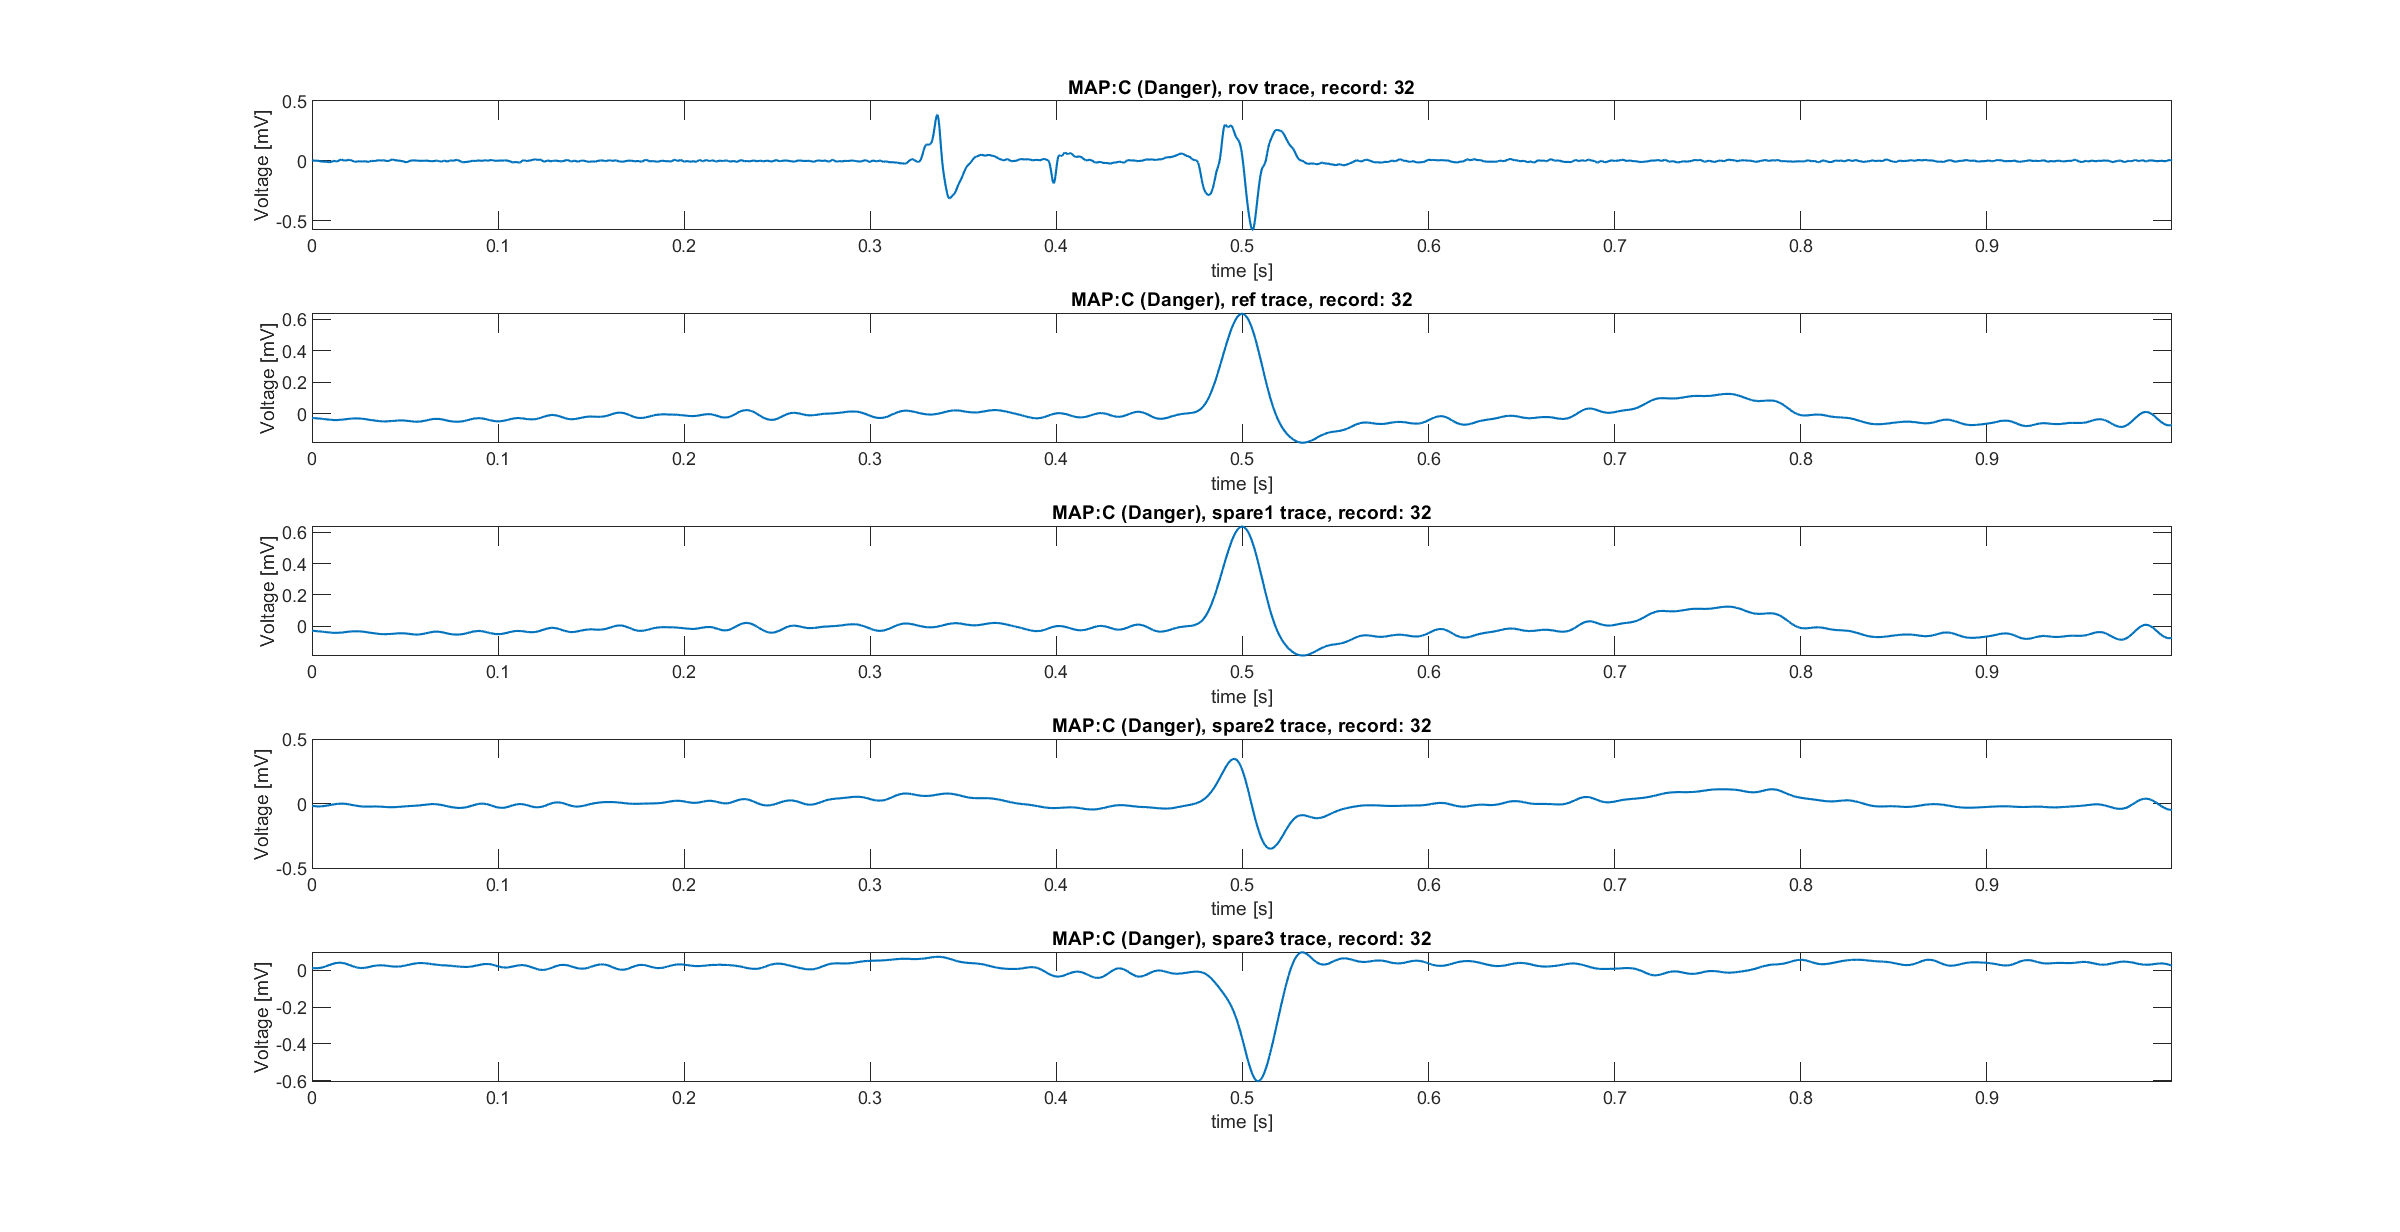 MAP:C (Danger), rov trace, record: 32
Voltage [mV]
0.5
0
-0.5
0 0.1 0.2 0.3 0.4 0.5 0.6 0.7 0.8 0.9
time [s]
MAP:C (Danger), ref trace, record: 32
Voltage [mV]
0.6
0.4
0.2
0
0 0.1 0.2 0.3 0.4 0.5 0.6 0.7 0.8 0.9
time [s]
MAP:C (Danger), spare1 trace, record: 32
Voltage [mV]
0.6
0.4
0.2
0
0 0.1 0.2 0.3 0.4 0.5 0.6 0.7 0.8 0.9
time [s]
MAP:C (Danger), spare2 trace, record: 32
Voltage [mV]
0.5
0
-0.5
0 0.1 0.2 0.3 0.4 0.5 0.6 0.7 0.8 0.9
time [s]
MAP:C (Danger), spare3 trace, record: 32
Voltage [mV]
0
-0.2
-0.4
-0.6
0 0.1 0.2 0.3 0.4 0.5 0.6 0.7 0.8 0.9
time [s]